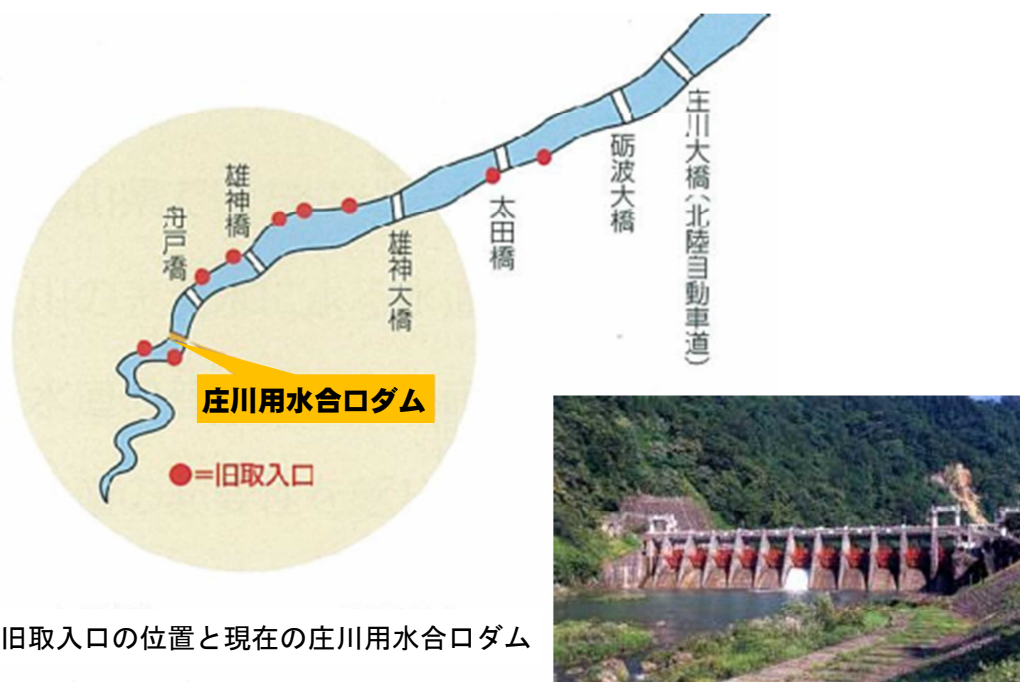 庄川大橋(北陸自動車道)
砺波大橋
太田橋
雄神大橋
雄神橋
舟戸橋
庄川用水合口ダム
●=旧取入口
旧取入口の位置と現在の庄川用水合口ダム